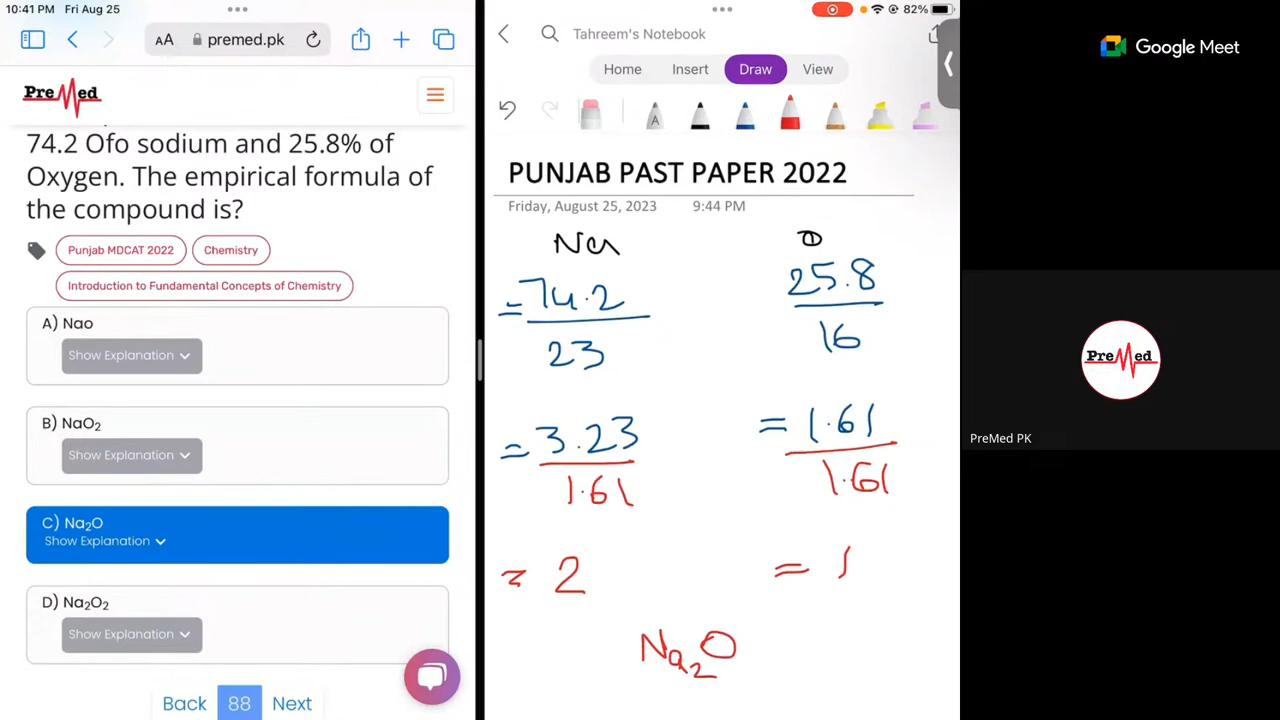 10:41 PM Fri Aug 25
82%
AA premed.pk
PreMed
74.2 Ofo sodium and 25.8% of
Oxygen. The empirical formula of
the compound is?
Punjab MDCAT 2022
Chemistry
Introduction to Fundamental Concepts of Chemistry
A) Nao
Show Explanation
B) NaO₂
Show Explanation
C) Na₂O
Show Explanation
D) Na₂O₂
Show Explanation
Back 88 Next
Tahreem's Notebook
Home Insert Draw View
A
PUNJAB PAST PAPER 2022
Friday, August 25, 2023 9:44 PM
Na
= 74.2 25.8
23 16
= 3.23 = 1.61
1.61 1.61
= 2 = 1
Na₂O
Google Meet
PreMed
PreMed PK